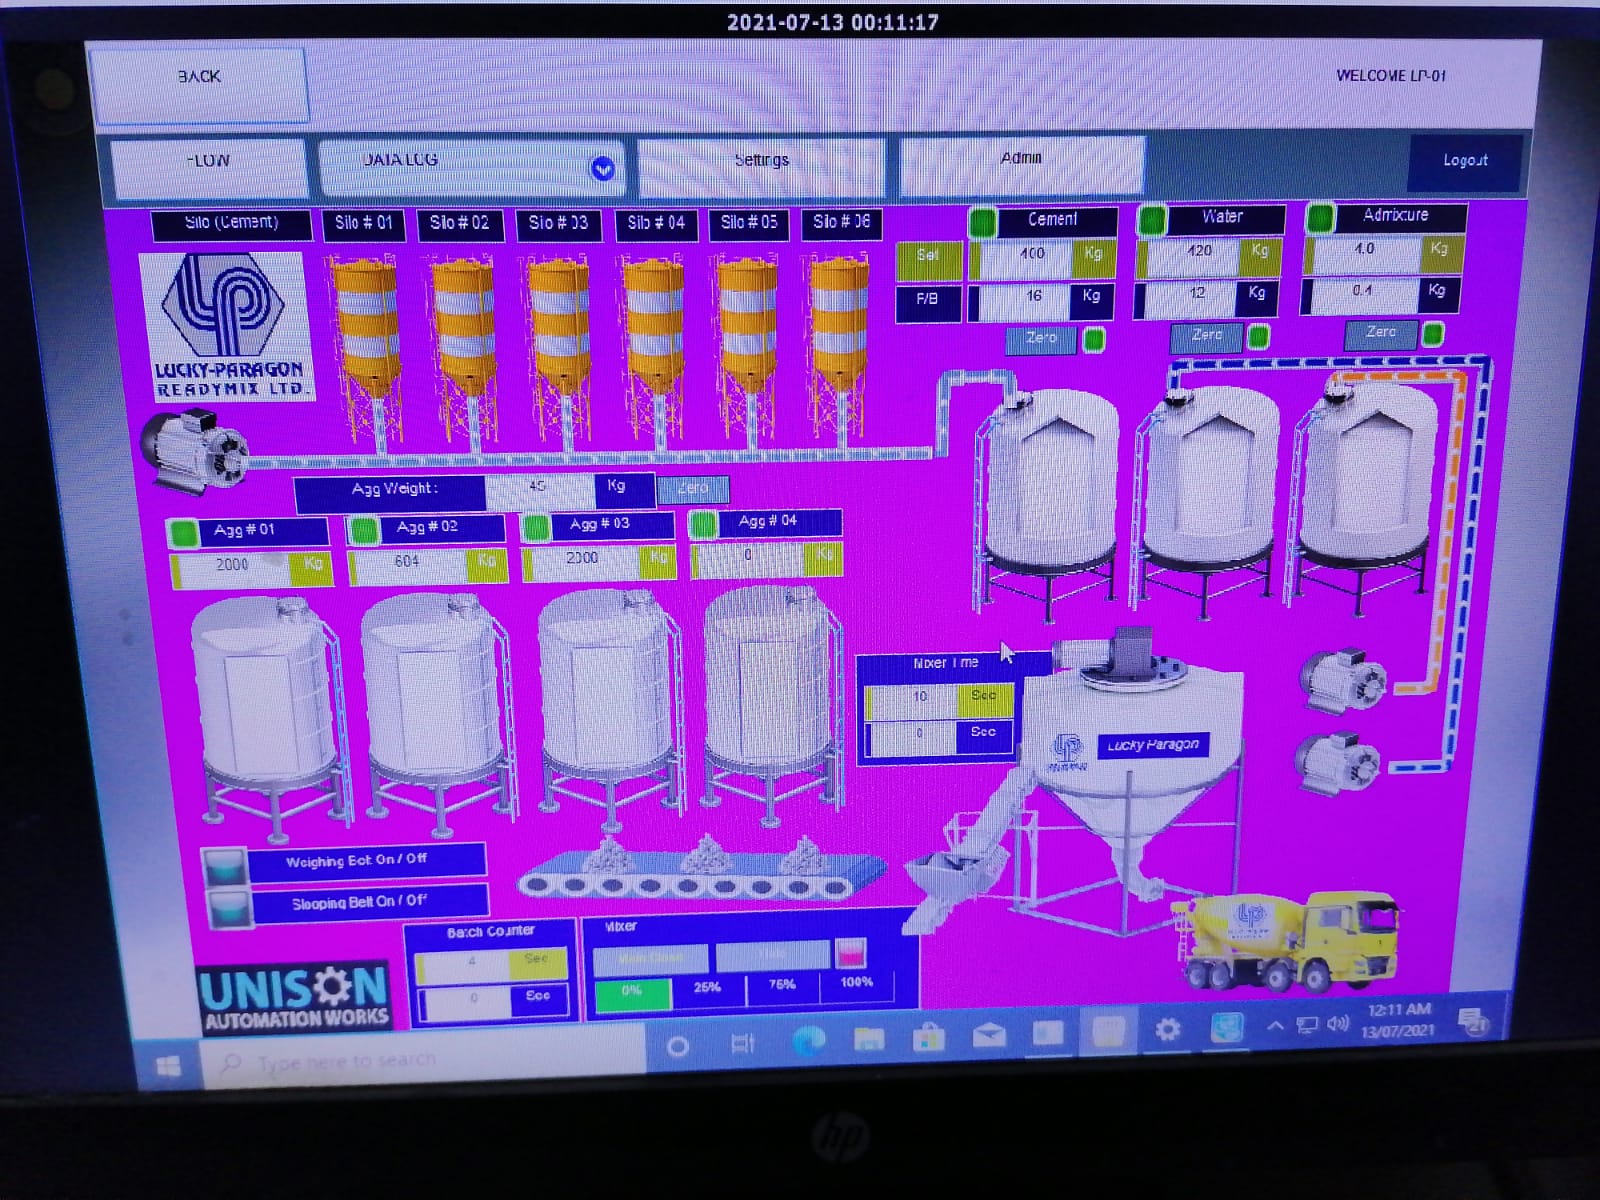 2021-07-13 00:11:17
BACK
WELCOME LP-01
FLOW
DATA LOG
Settings
Admin
Logout
Silo (Cement)
Silo # 01
Silo # 02
Silo # 03
Silo # 04
Silo # 05
Silo # 06
Cement
Water
Admixture
Set
400
Kg
420
Kg
4.0
Kg
F/B
16
Kg
12
Kg
0.4
Kg
Zero
Zero
Zero
LUCKY-PARAGON
READYMIX LTD.
Agg Weight :
45
Kg
Zero
Agg # 01
Agg # 02
Agg # 03
Agg # 04
2000
Kg
604
Kg
2000
Kg
0
Kg
Mixer Time
10
Sec
0
Sec
Lucky Paragon
Weighing Belt On / Off
Slooping Belt On / Off
Batch Counter
4
Sec
0
Sec
Mixer
0%
25%
75%
100%
UNISON
AUTOMATION WORKS
Type here to search
12:11 AM
13/07/2021
21
hp